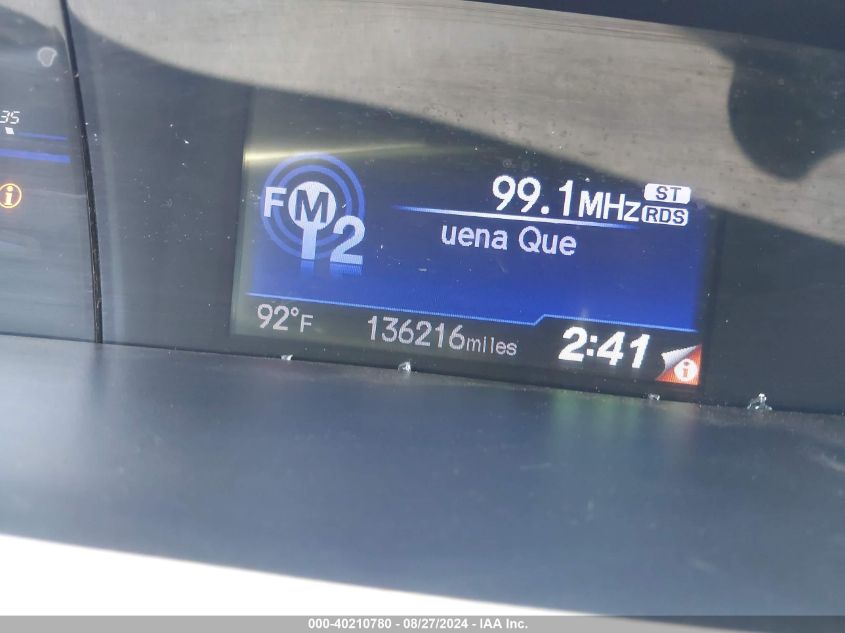 35
FM 12
99.1MHz ST
RDS
uena Que
92°F 136216miles 2:41 i
i
000-40210780 - 08/27/2024 - IAA Inc.